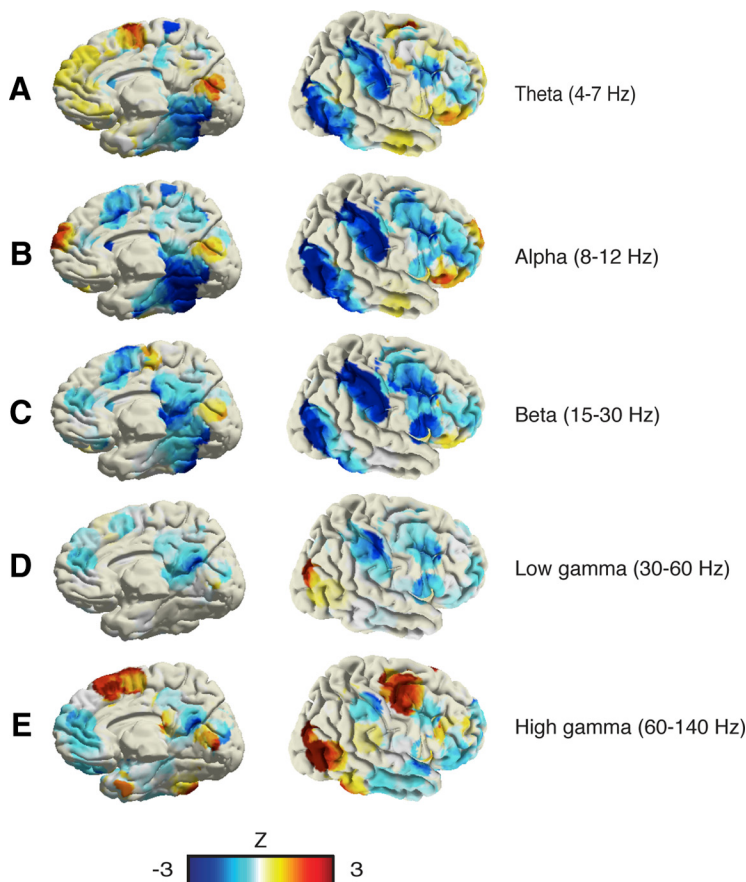 A
Theta (4-7 Hz)
B
Alpha (8-12 Hz)
C
Beta (15-30 Hz)
D
Low gamma (30-60 Hz)
E
High gamma (60-140 Hz)
Z
-3 3